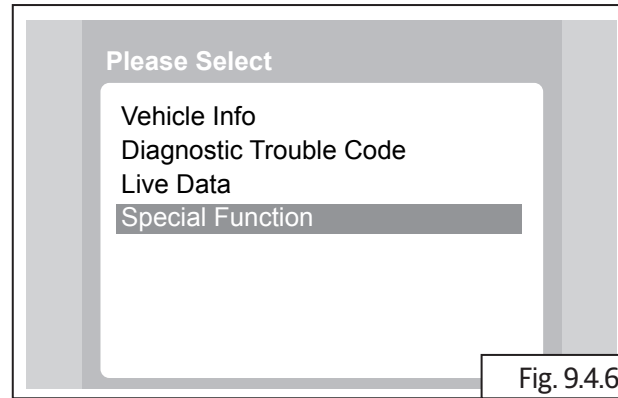 Please Select
Vehicle Info
Diagnostic Trouble Code
Live Data
Special Function
Fig. 9.4.6